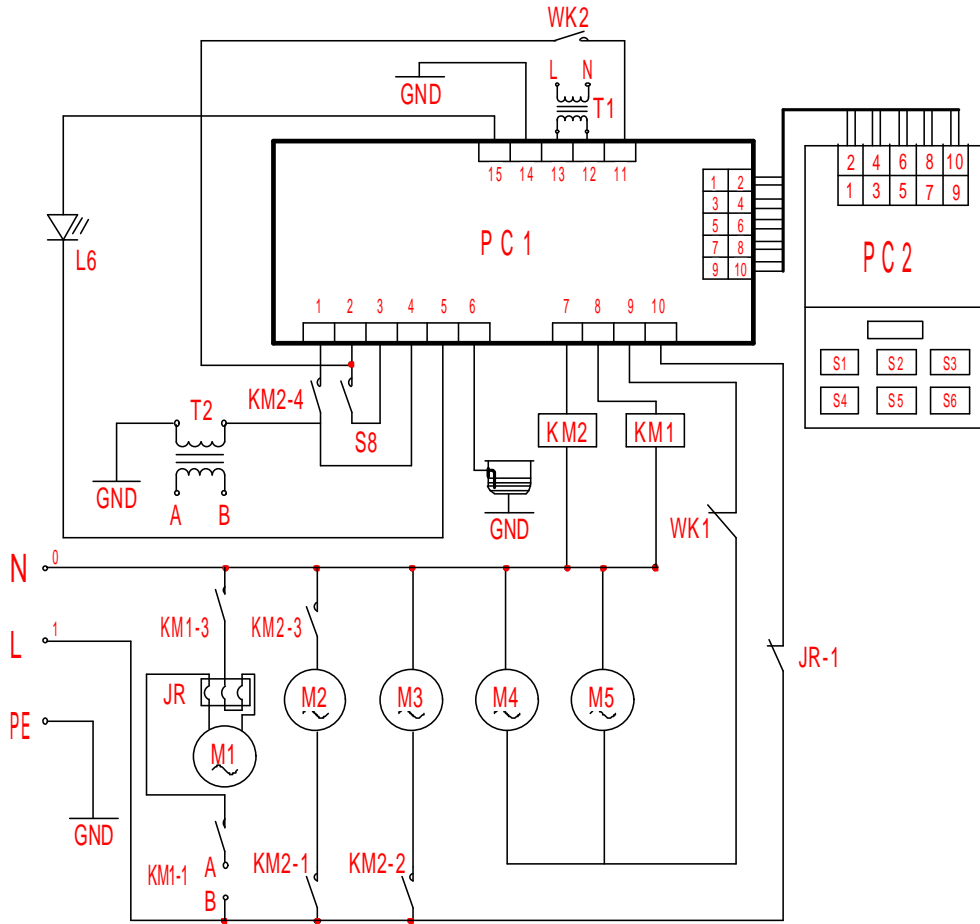 WK2
L N
GND
T1
15 14 13 12 11
2 4 6 8 10
1 3 5 7 9
1 2
3 4
5 6
7 8
9 10
PC1
PC2
L6
1 2 3 4 5 6
7 8 9 10
S1 S2 S3
S4 S5 S6
KM2-4
T2
S8
KM2
KM1
GND
A B
GND
WK1
N 0
L 1
KM1-3
KM2-3
JR-1
JR
M2
M3
M4
M5
PE
M1
GND
KM1-1
A
B
KM2-1
KM2-2